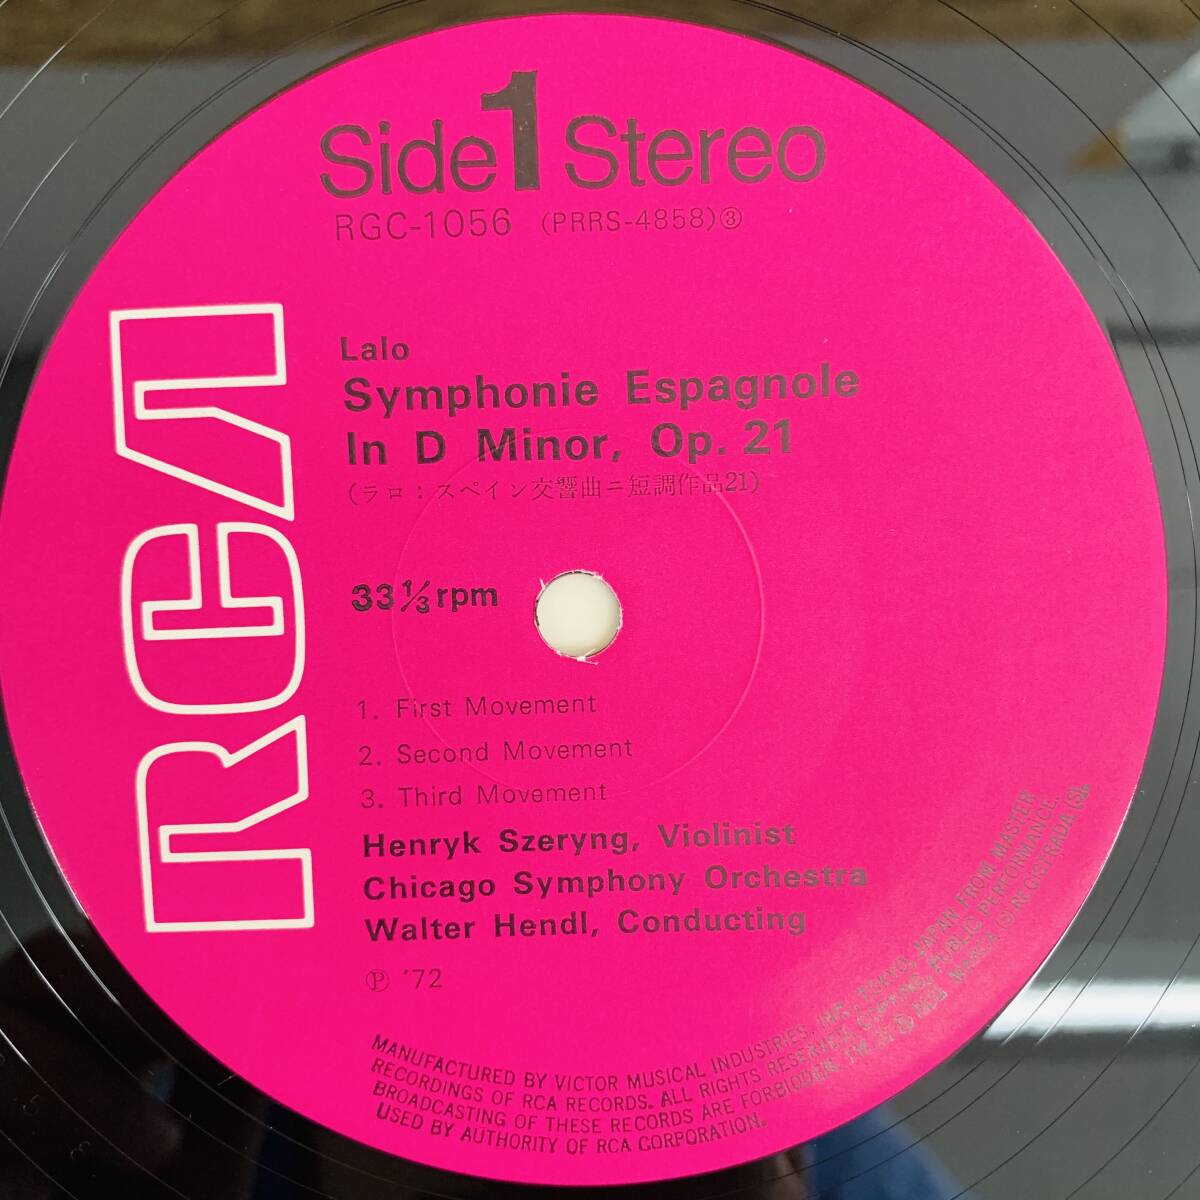 Side 1 Stereo
RGC-1056 (PRRS-4858)③
RCA
Lalo
Symphonie Espagnole
In D Minor, Op. 21
(ラロ：スペイン交響曲ニ短調作品21)
33⅓rpm
1. First Movement
2. Second Movement
3. Third Movement
Henryk Szeryng, Violinist
Chicago Symphony Orchestra
Walter Hendl, Conducting
Ⓟ '72
MANUFACTURED BY VICTOR MUSICAL INDUSTRIES, INC., TOKYO, JAPAN FROM MASTER
RECORDINGS OF RCA RECORDS. ALL RIGHTS RESERVED. COPYING, PUBLIC PERFORMANCE,
BROADCASTING OF THESE RECORDS ARE FORBIDDEN. MARCA (S) REGISTRADA (S).
USED BY AUTHORITY OF RCA CORPORATION.